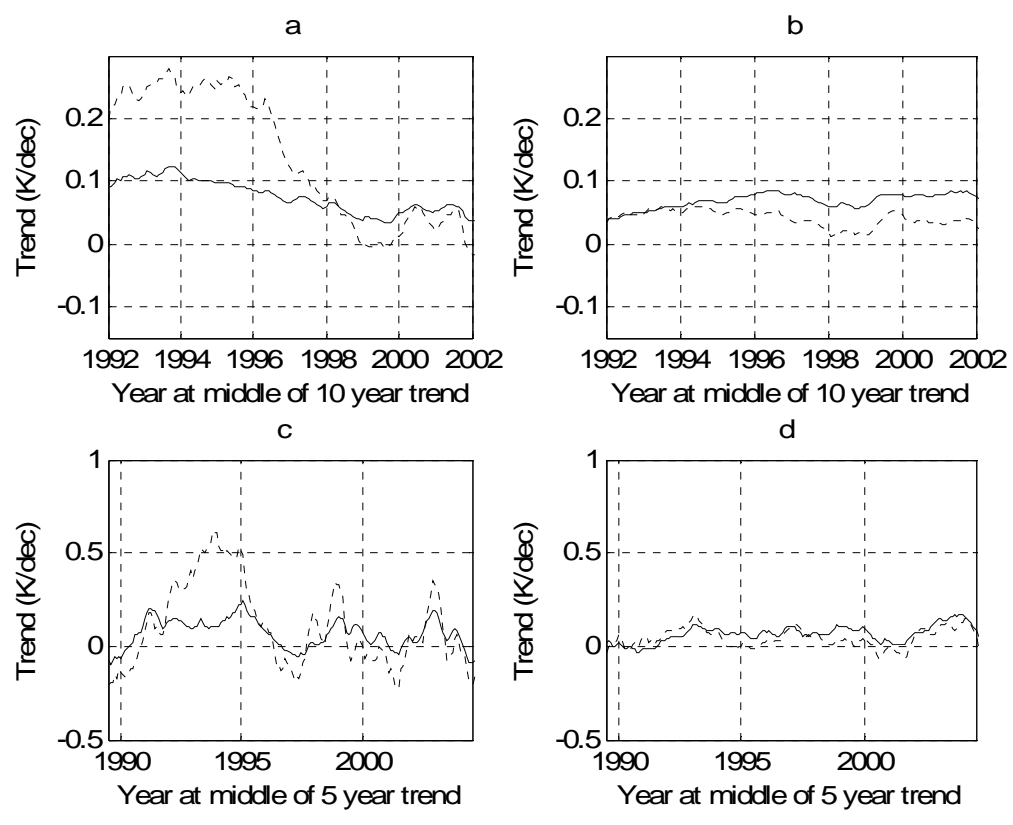 a
Trend (K/dec)
0.2
0.1
0
-0.1
1992 1994 1996 1998 2000 2002
Year at middle of 10 year trend
b
Trend (K/dec)
0.2
0.1
0
-0.1
1992 1994 1996 1998 2000 2002
Year at middle of 10 year trend
c
Trend (K/dec)
1
0.5
0
-0.5
1990 1995 2000
Year at middle of 5 year trend
d
Trend (K/dec)
1
0.5
0
-0.5
1990 1995 2000
Year at middle of 5 year trend